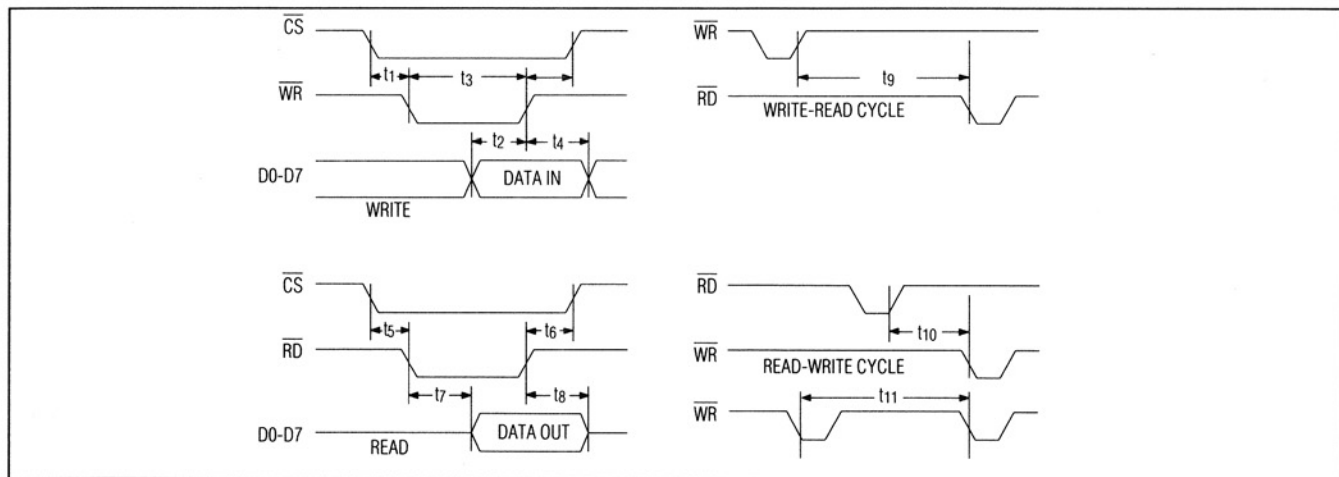 CS
t1
t3
WR
t2
t4
D0-D7
DATA IN
WRITE
WR
t9
RD
WRITE-READ CYCLE
CS
t5
t6
RD
t7
t8
D0-D7
READ
DATA OUT
RD
t10
WR
READ-WRITE CYCLE
t11
WR